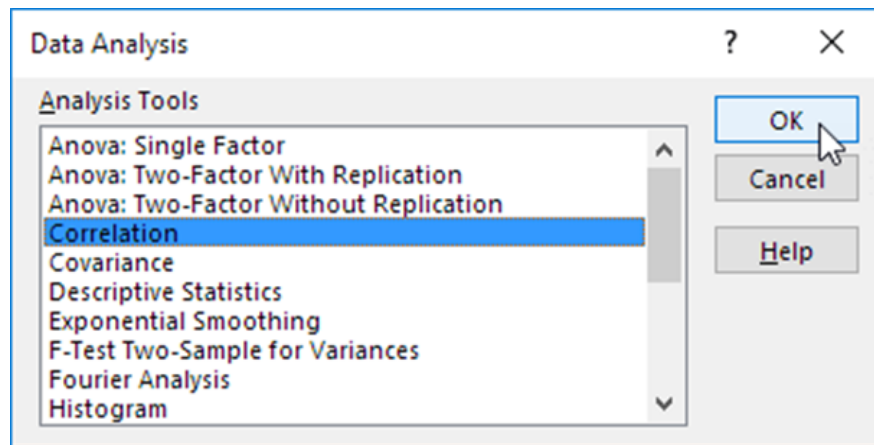 Data Analysis ?
Analysis Tools
Anova: Single Factor
Anova: Two-Factor With Replication
Anova: Two-Factor Without Replication
Correlation
Covariance
Descriptive Statistics
Exponential Smoothing
F-Test Two-Sample for Variances
Fourier Analysis
Histogram
OK
Cancel
Help